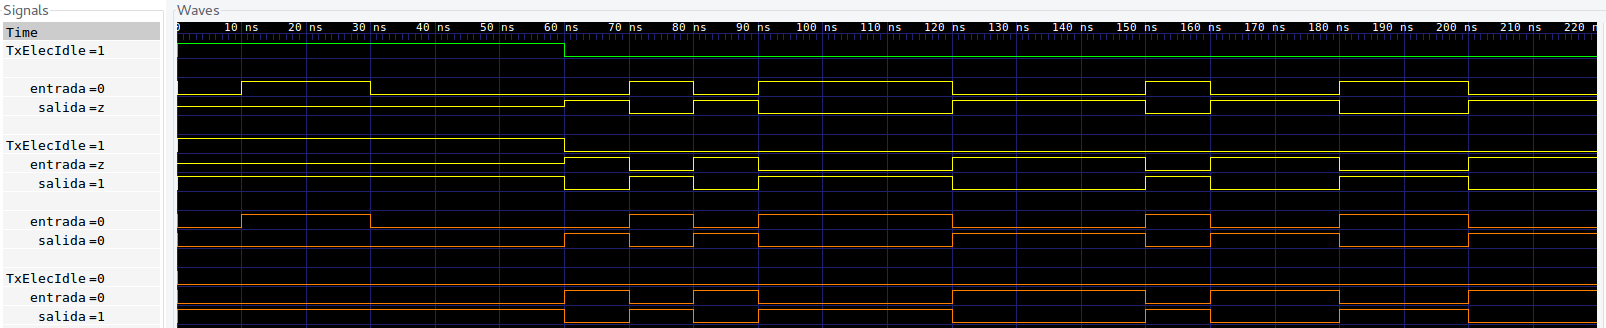 Signals
Waves
Time
0 10 ns 20 ns 30 ns 40 ns 50 ns 60 ns 70 ns 80 ns 90 ns 100 ns 110 ns 120 ns 130 ns 140 ns 150 ns 160 ns 170 ns 180 ns 190 ns 200 ns 210 ns 220 n
TxElecIdle=1
entrada=0
salida=z
TxElecIdle=1
entrada=z
salida=1
entrada=0
salida=0
TxElecIdle=0
entrada=0
salida=1